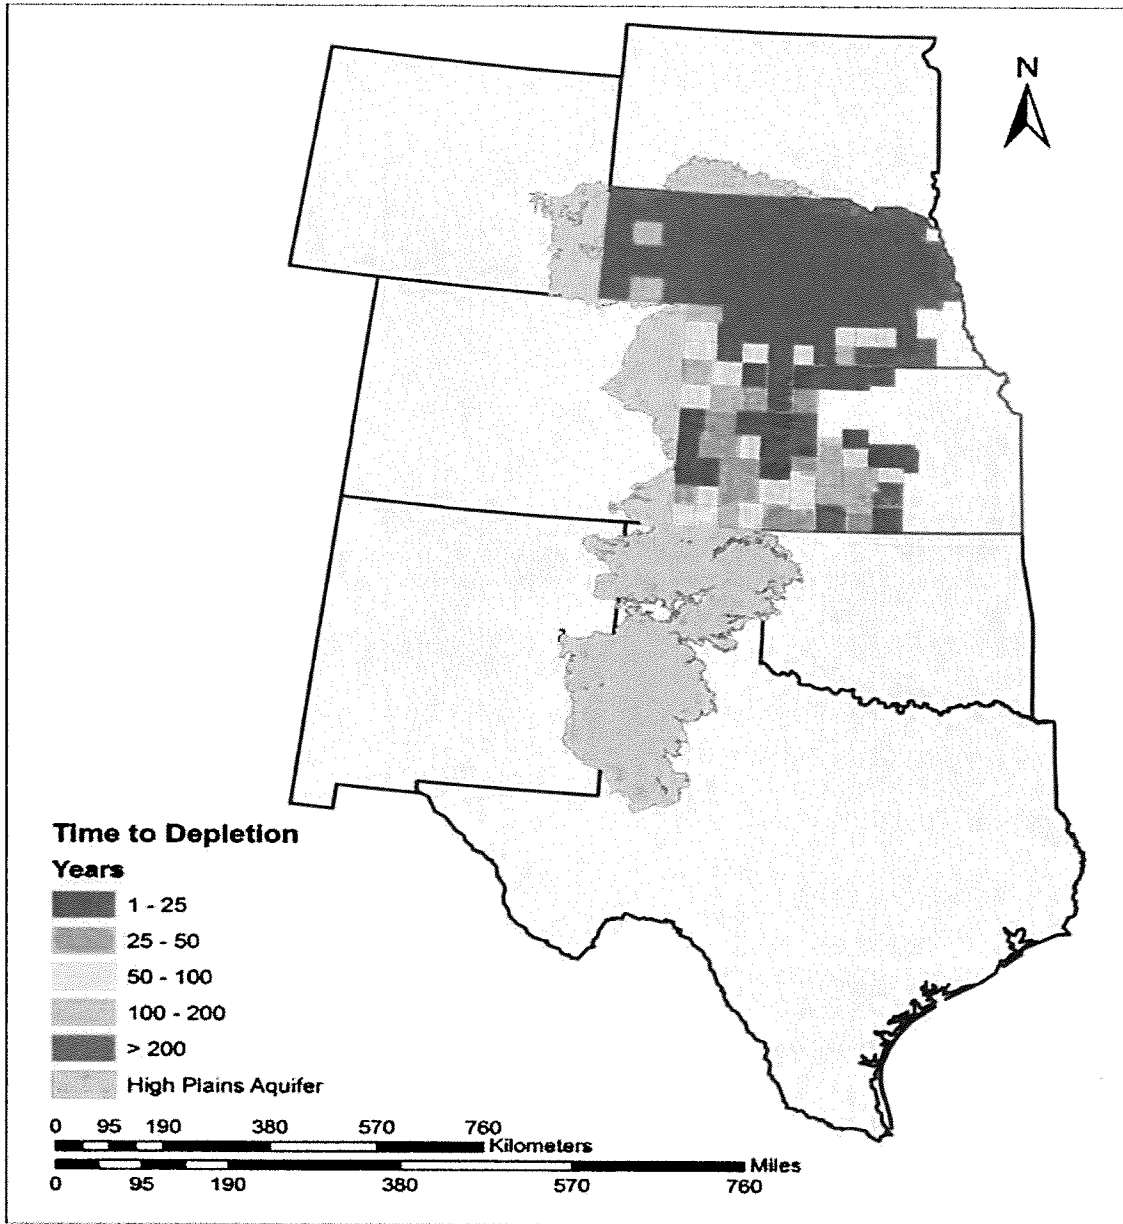 N
Time to Depletion
Years
1 - 25
25 - 50
50 - 100
100 - 200
> 200
High Plains Aquifer
0 95 190 380 570 760
Kilometers
Miles
0 95 190 380 570 760